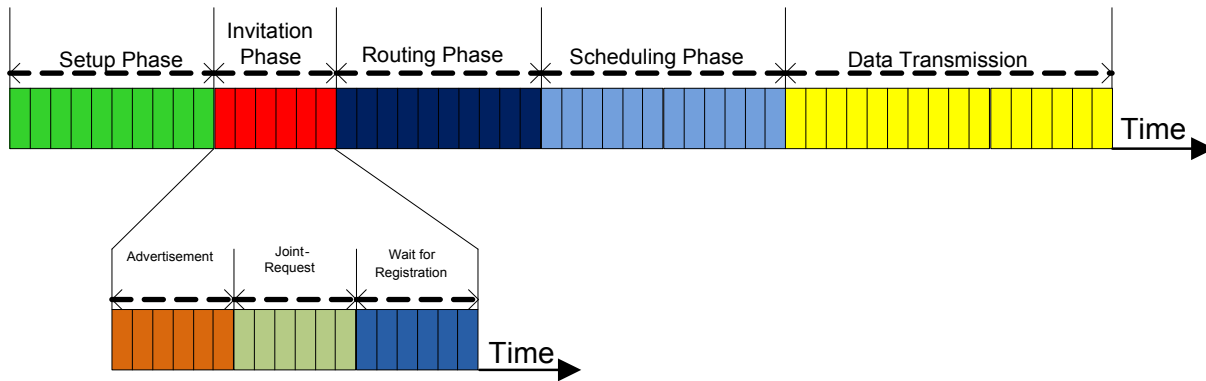 Setup Phase
Invitation
Phase
Routing Phase
Scheduling Phase
Data Transmission
Time
Advertisement
Joint-
Request
Wait for
Registration
Time